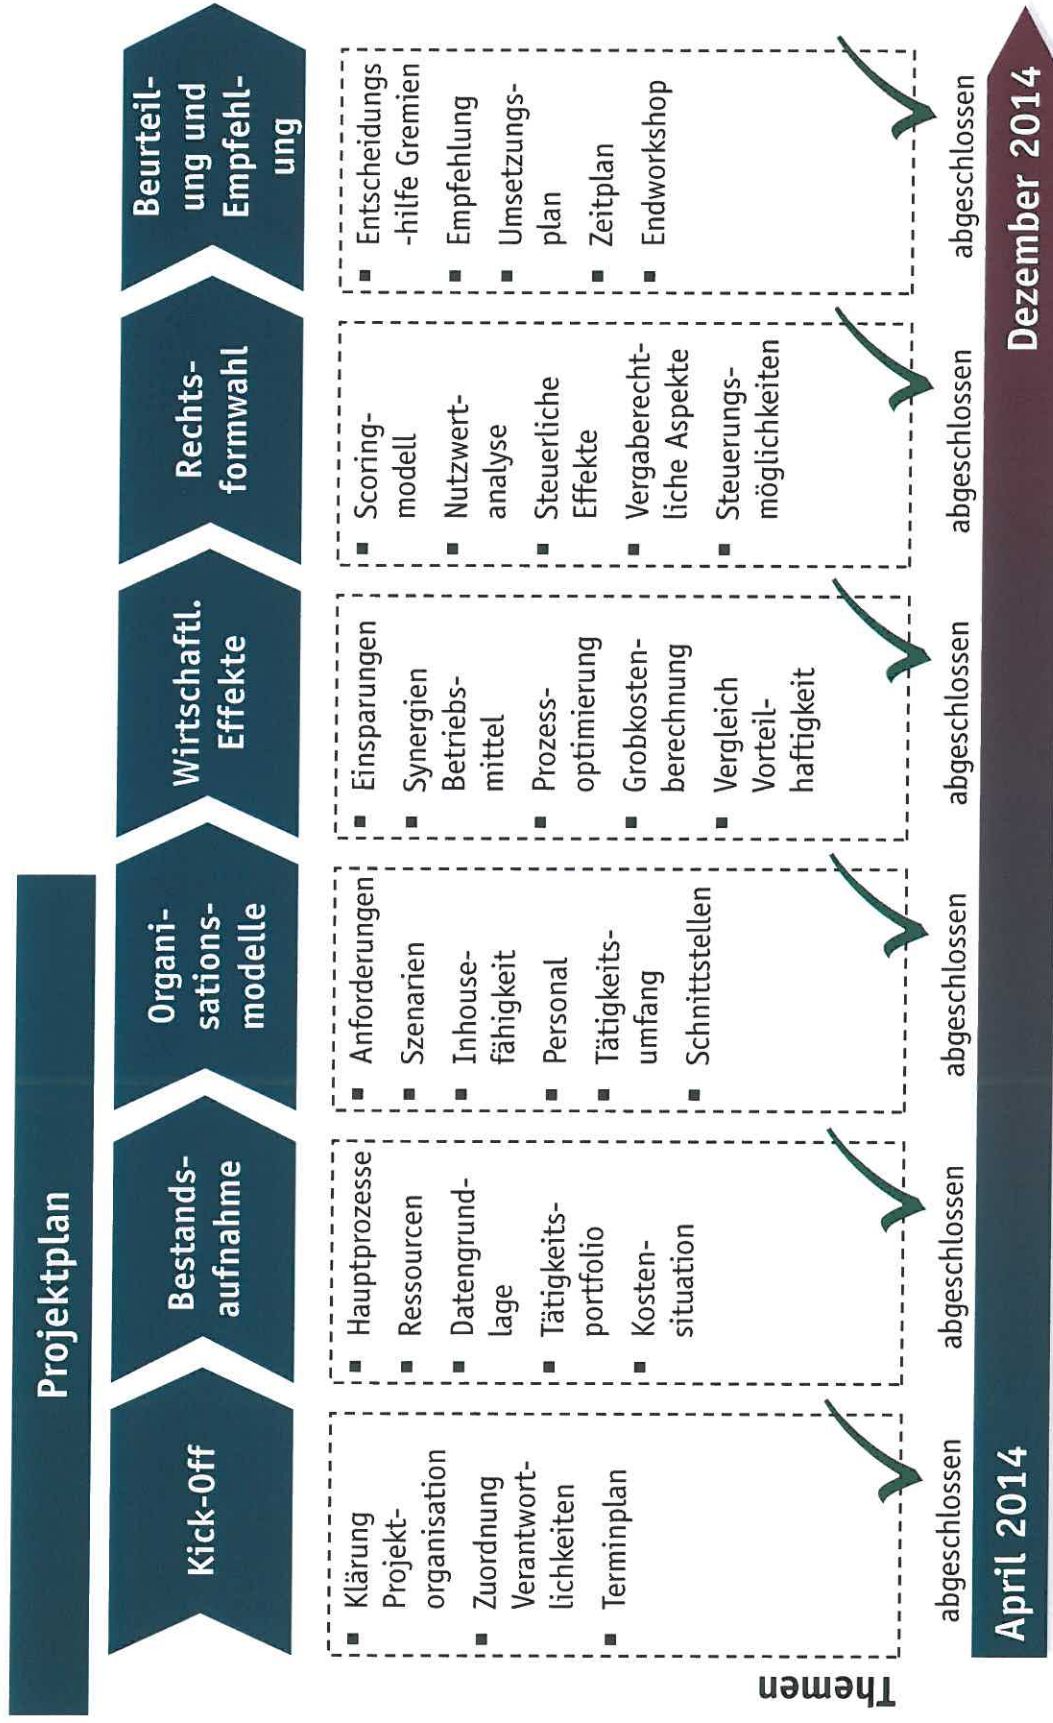 Projektplan
Kick-Off
Bestands-
aufnahme
Organi-
sations-
modelle
Wirtschaftl.
Effekte
Rechts-
formwahl
Beurteil-
ung und
Empfehl-
ung
Themen
▪ Klärung
Projekt-
organisation
▪ Zuordnung
Verantwort-
lichkeiten
▪ Terminplan
abgeschlossen
▪ Hauptprozesse
▪ Ressourcen
▪ Datengrund-
lage
▪ Tätigkeits-
portfolio
▪ Kosten-
situation
abgeschlossen
▪ Anforderungen
▪ Szenarien
▪ Inhouse-
fähigkeit
▪ Personal
▪ Tätigkeits-
umfang
▪ Schnittstellen
abgeschlossen
▪ Einsparungen
▪ Synergien
Betriebs-
mittel
▪ Prozess-
optimierung
▪ Grobkosten-
berechnung
▪ Vergleich
Vorteil-
haftigkeit
abgeschlossen
▪ Scoring-
modell
▪ Nutzwert-
analyse
▪ Steuerliche
Effekte
▪ Vergaberecht-
liche Aspekte
▪ Steuerungs-
möglichkeiten
abgeschlossen
▪ Entscheidungs
-hilfe Gremien
▪ Empfehlung
▪ Umsetzungs-
plan
▪ Zeitplan
▪ Endworkshop
abgeschlossen
April 2014
Dezember 2014